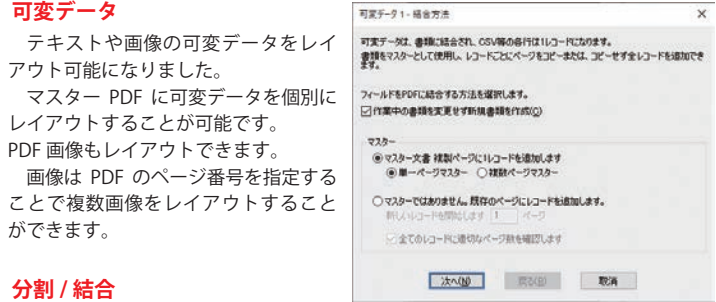 可変データ
テキストや画像の可変データをレイ
アウト可能になりました。
マスター PDF に可変データを個別に
レイアウトすることが可能です。
PDF 画像もレイアウトできます。
画像は PDF のページ番号を指定する
ことで複数画像をレイアウトすること
ができます。
分割 / 結合
可変データ 1 - 結合方法
可変データは、書類に結合され、CSV等の各行は1レコードになります。
書類をマスターとして使用し、レコードごとにページをコピーまたは、コピーせず全レコードを追加でき
ます。
フィールドをPDFに結合する方法を選択します。
作業中の書類を変更せず新規書類を作成(C)
マスター
マスター文書 複製ページに1レコードを追加します
単一ページマスター 複数ページマスター
マスターではありません。既存のページにレコードを追加します。
新しいレコードを開始します 1 ページ
全てのレコードに適切なページ数を確認します
次へ(N) 戻る(B) 取消